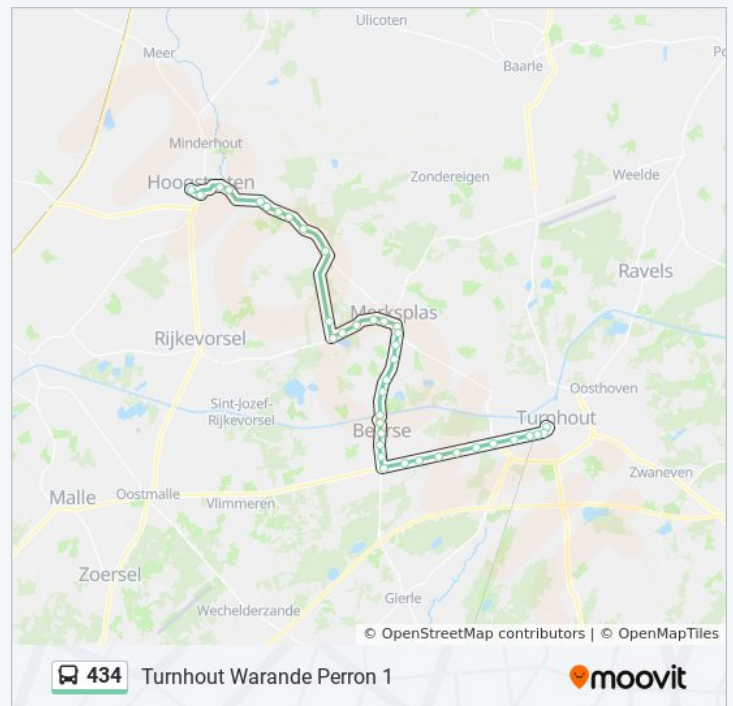 Ulicoten
Meer
Baarle
Minderhout
Hoogstraten
Zondereigen
Weelde
Ravels
Merksplas
Rijkevorsel
Oosthoven
Sint-Jozef-
Rijkevorsel
Turnhout
Beerse
Zwaneven
Malle
Oostmalle
Vlimmeren
Zoersel
Gierle
Wechelderzande
© OpenStreetMap contributors | © OpenMapTiles
434 Turnhout Warande Perron 1
moovit